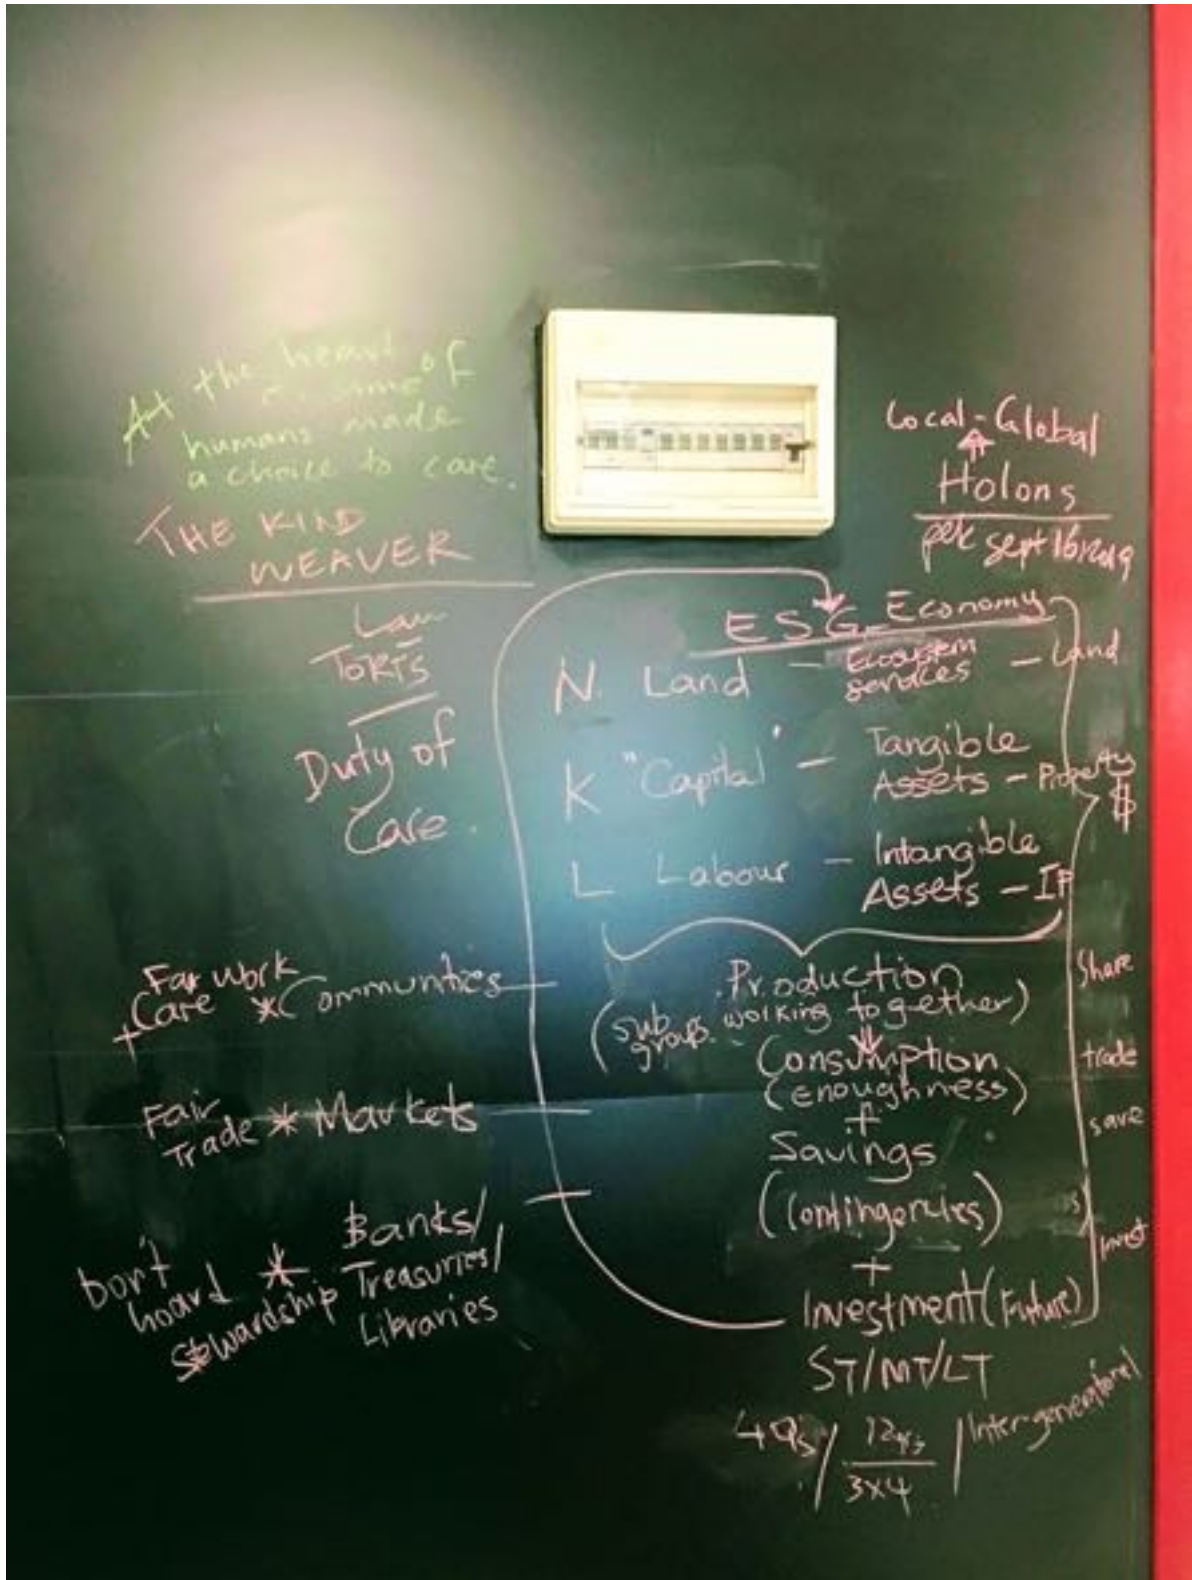 At the heart of
humans made
a choice to care.
THE KIND
WEAVER
Law
TORTS
Duty of
Care.
Local-Global
Holons
per sept
ESG Economy
N. Land - Ecosystem services - Land
K "Capital" - Tangible
Assets - Property
$
L Labour - Intangible
Assets - IP
Production
(sub groups working together)
Consumption
(enoughness)
+
Savings
(Contingencies)
+
Investment (Future)
ST/MT/LT
4Qs / 12Qs / Intergenerational
3x4
Share
trade
save
Invest
Fair work
+Care * Communities
Fair
Trade * Markets
Don't
hoard *
Stewardship
Banks/
Treasuries/
Libraries